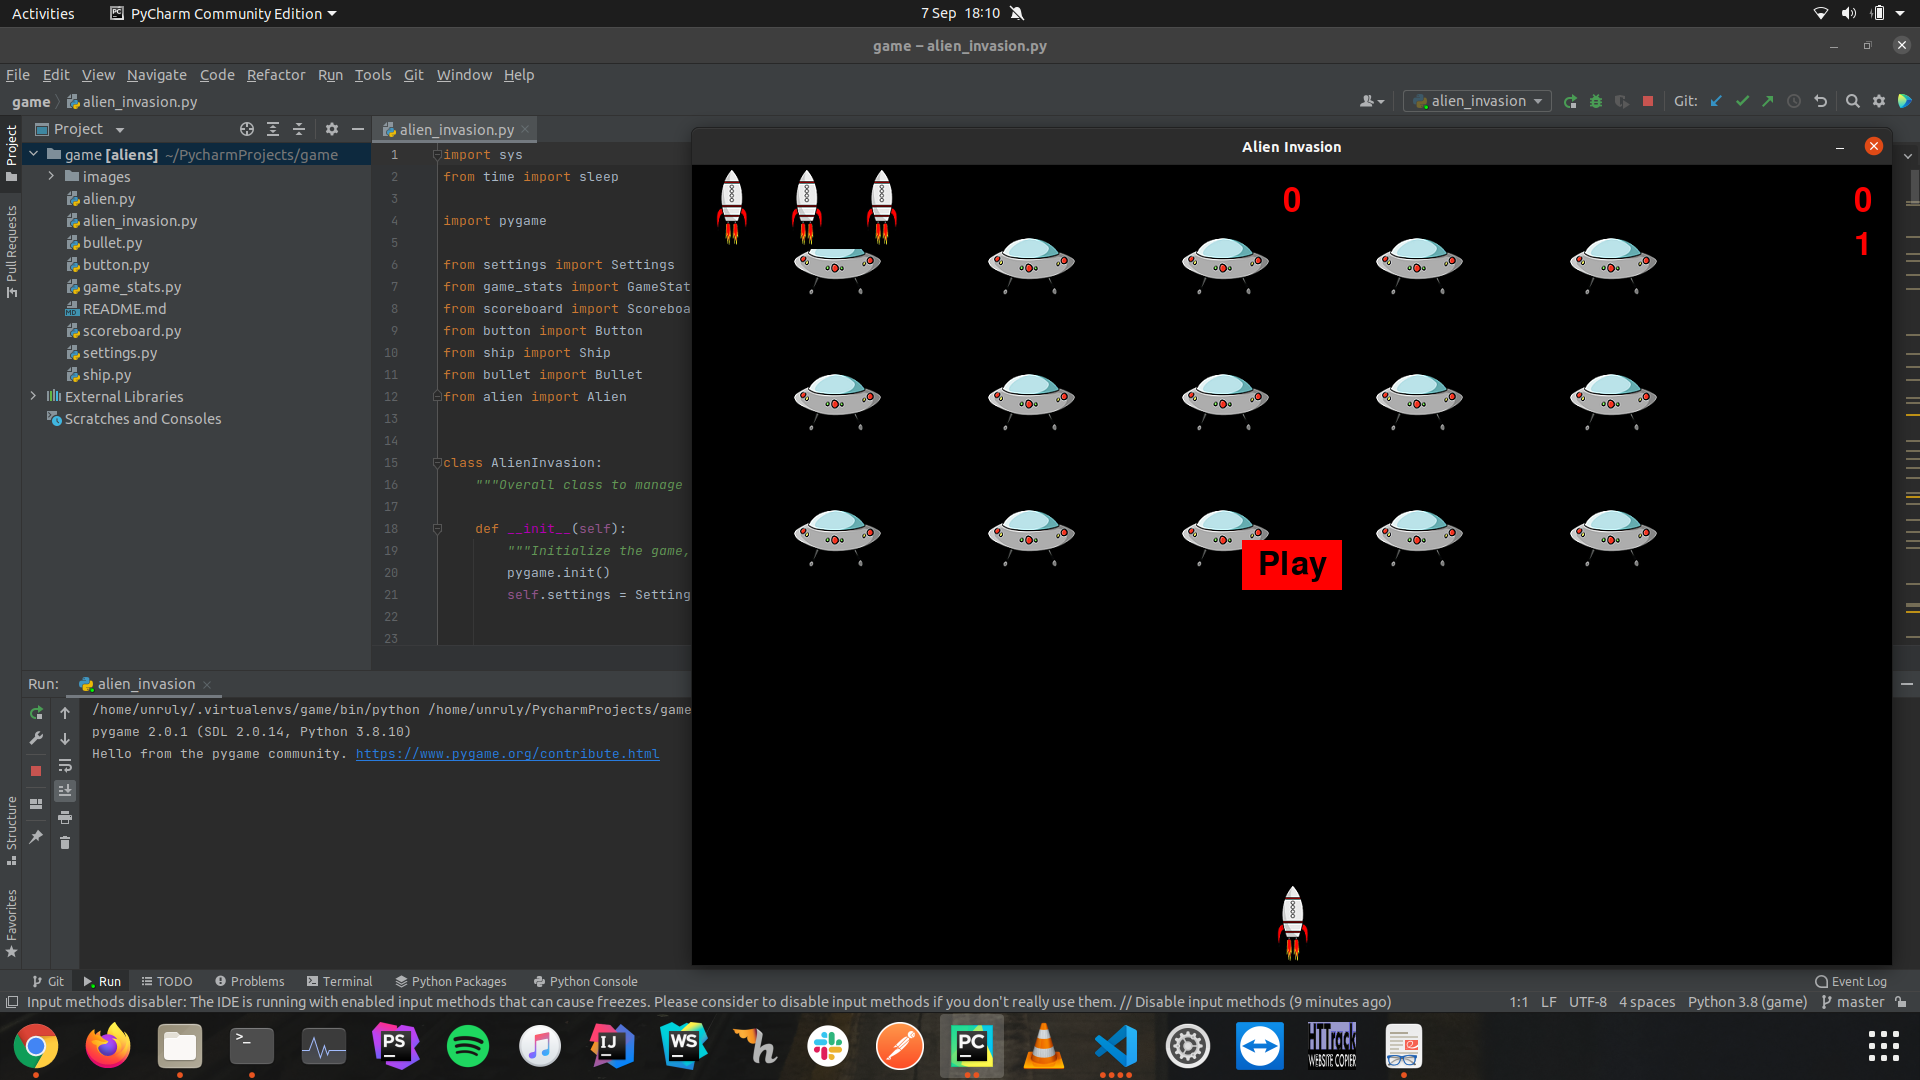 Activities PyCharm Community Edition 7 Sep 18:10
game – alien_invasion.py
File Edit View Navigate Code Refactor Run Tools Git Window Help
game alien_invasion.py alien_invasion Git:
Project
Pull Requests
Structure
Favorites
Project
game [aliens] ~/PycharmProjects/game
images
alien.py
alien_invasion.py
bullet.py
button.py
game_stats.py
README.md
scoreboard.py
settings.py
ship.py
External Libraries
Scratches and Consoles
alien_invasion.py
1 import sys
2 from time import sleep
3
4 import pygame
5
6 from settings import Settings
7 from game_stats import GameStat
8 from scoreboard import Scoreboa
9 from button import Button
10 from ship import Ship
11 from bullet import Bullet
12 from alien import Alien
13
14
15 class AlienInvasion:
16 """Overall class to manage
17
18 def __init__(self):
19 """Initialize the game,
20 pygame.init()
21 self.settings = Setting
22
23
Alien Invasion
0
0
1
Play
Run: alien_invasion
/home/unruly/.virtualenvs/game/bin/python /home/unruly/PycharmProjects/game
pygame 2.0.1 (SDL 2.0.14, Python 3.8.10)
Hello from the pygame community. https://www.pygame.org/contribute.html
Git Run TODO Problems Terminal Python Packages Python Console Event Log
Input methods disabler: The IDE is running with enabled input methods that can cause freezes. Please consider to disable input methods if you don't really use them. // Disable input methods (9 minutes ago) 1:1 LF UTF-8 4 spaces Python 3.8 (game) master
PS IJ WS h PC HTTrack
WEBSITE COPIER